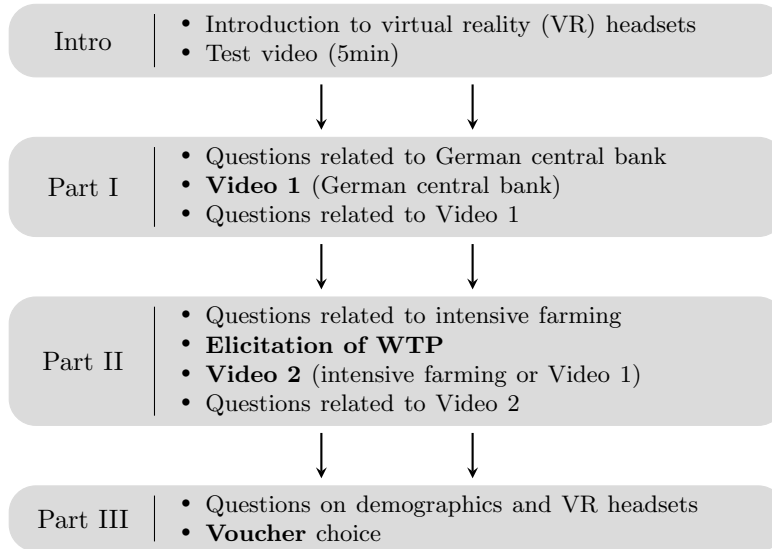 Intro
• Introduction to virtual reality (VR) headsets
• Test video (5min)
Part I
• Questions related to German central bank
• Video 1 (German central bank)
• Questions related to Video 1
Part II
• Questions related to intensive farming
• Elicitation of WTP
• Video 2 (intensive farming or Video 1)
• Questions related to Video 2
Part III
• Questions on demographics and VR headsets
• Voucher choice